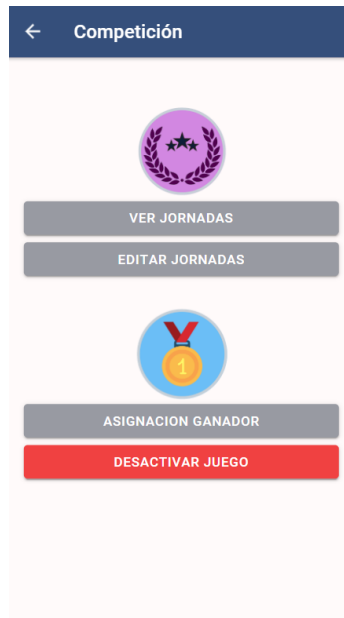 Competición
VER JORNADAS
EDITAR JORNADAS
1
ASIGNACION GANADOR
DESACTIVAR JUEGO